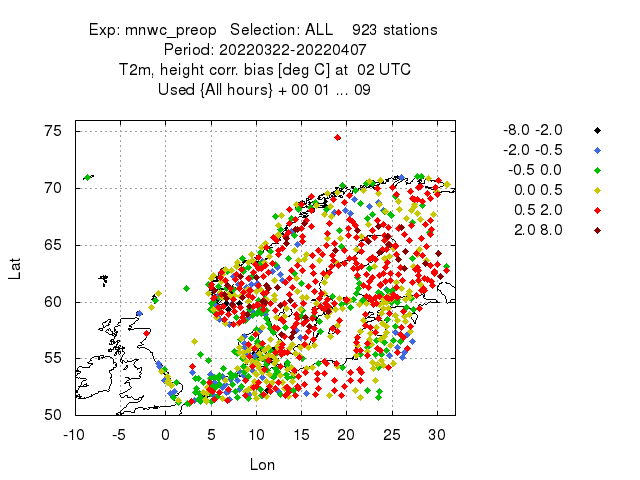 Exp: mnwc_preop   Selection: ALL    923 stations
Period: 20220322-20220407
T2m, height corr. bias [deg C] at  02 UTC
Used {All hours} + 00 01 ... 09
75
70
65
60
55
50
Lat
-10 -5 0 5 10 15 20 25 30
Lon
-8.0 -2.0
-2.0 -0.5
-0.5 0.0
0.0 0.5
0.5 2.0
2.0 8.0